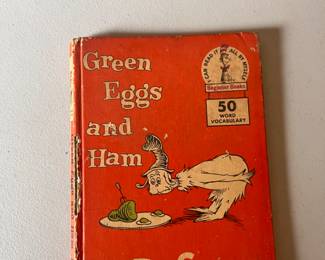 Green
Eggs
and
Ham
I CAN READ IT ALL BY MYSELF
Beginner Books
50
WORD
VOCABULARY